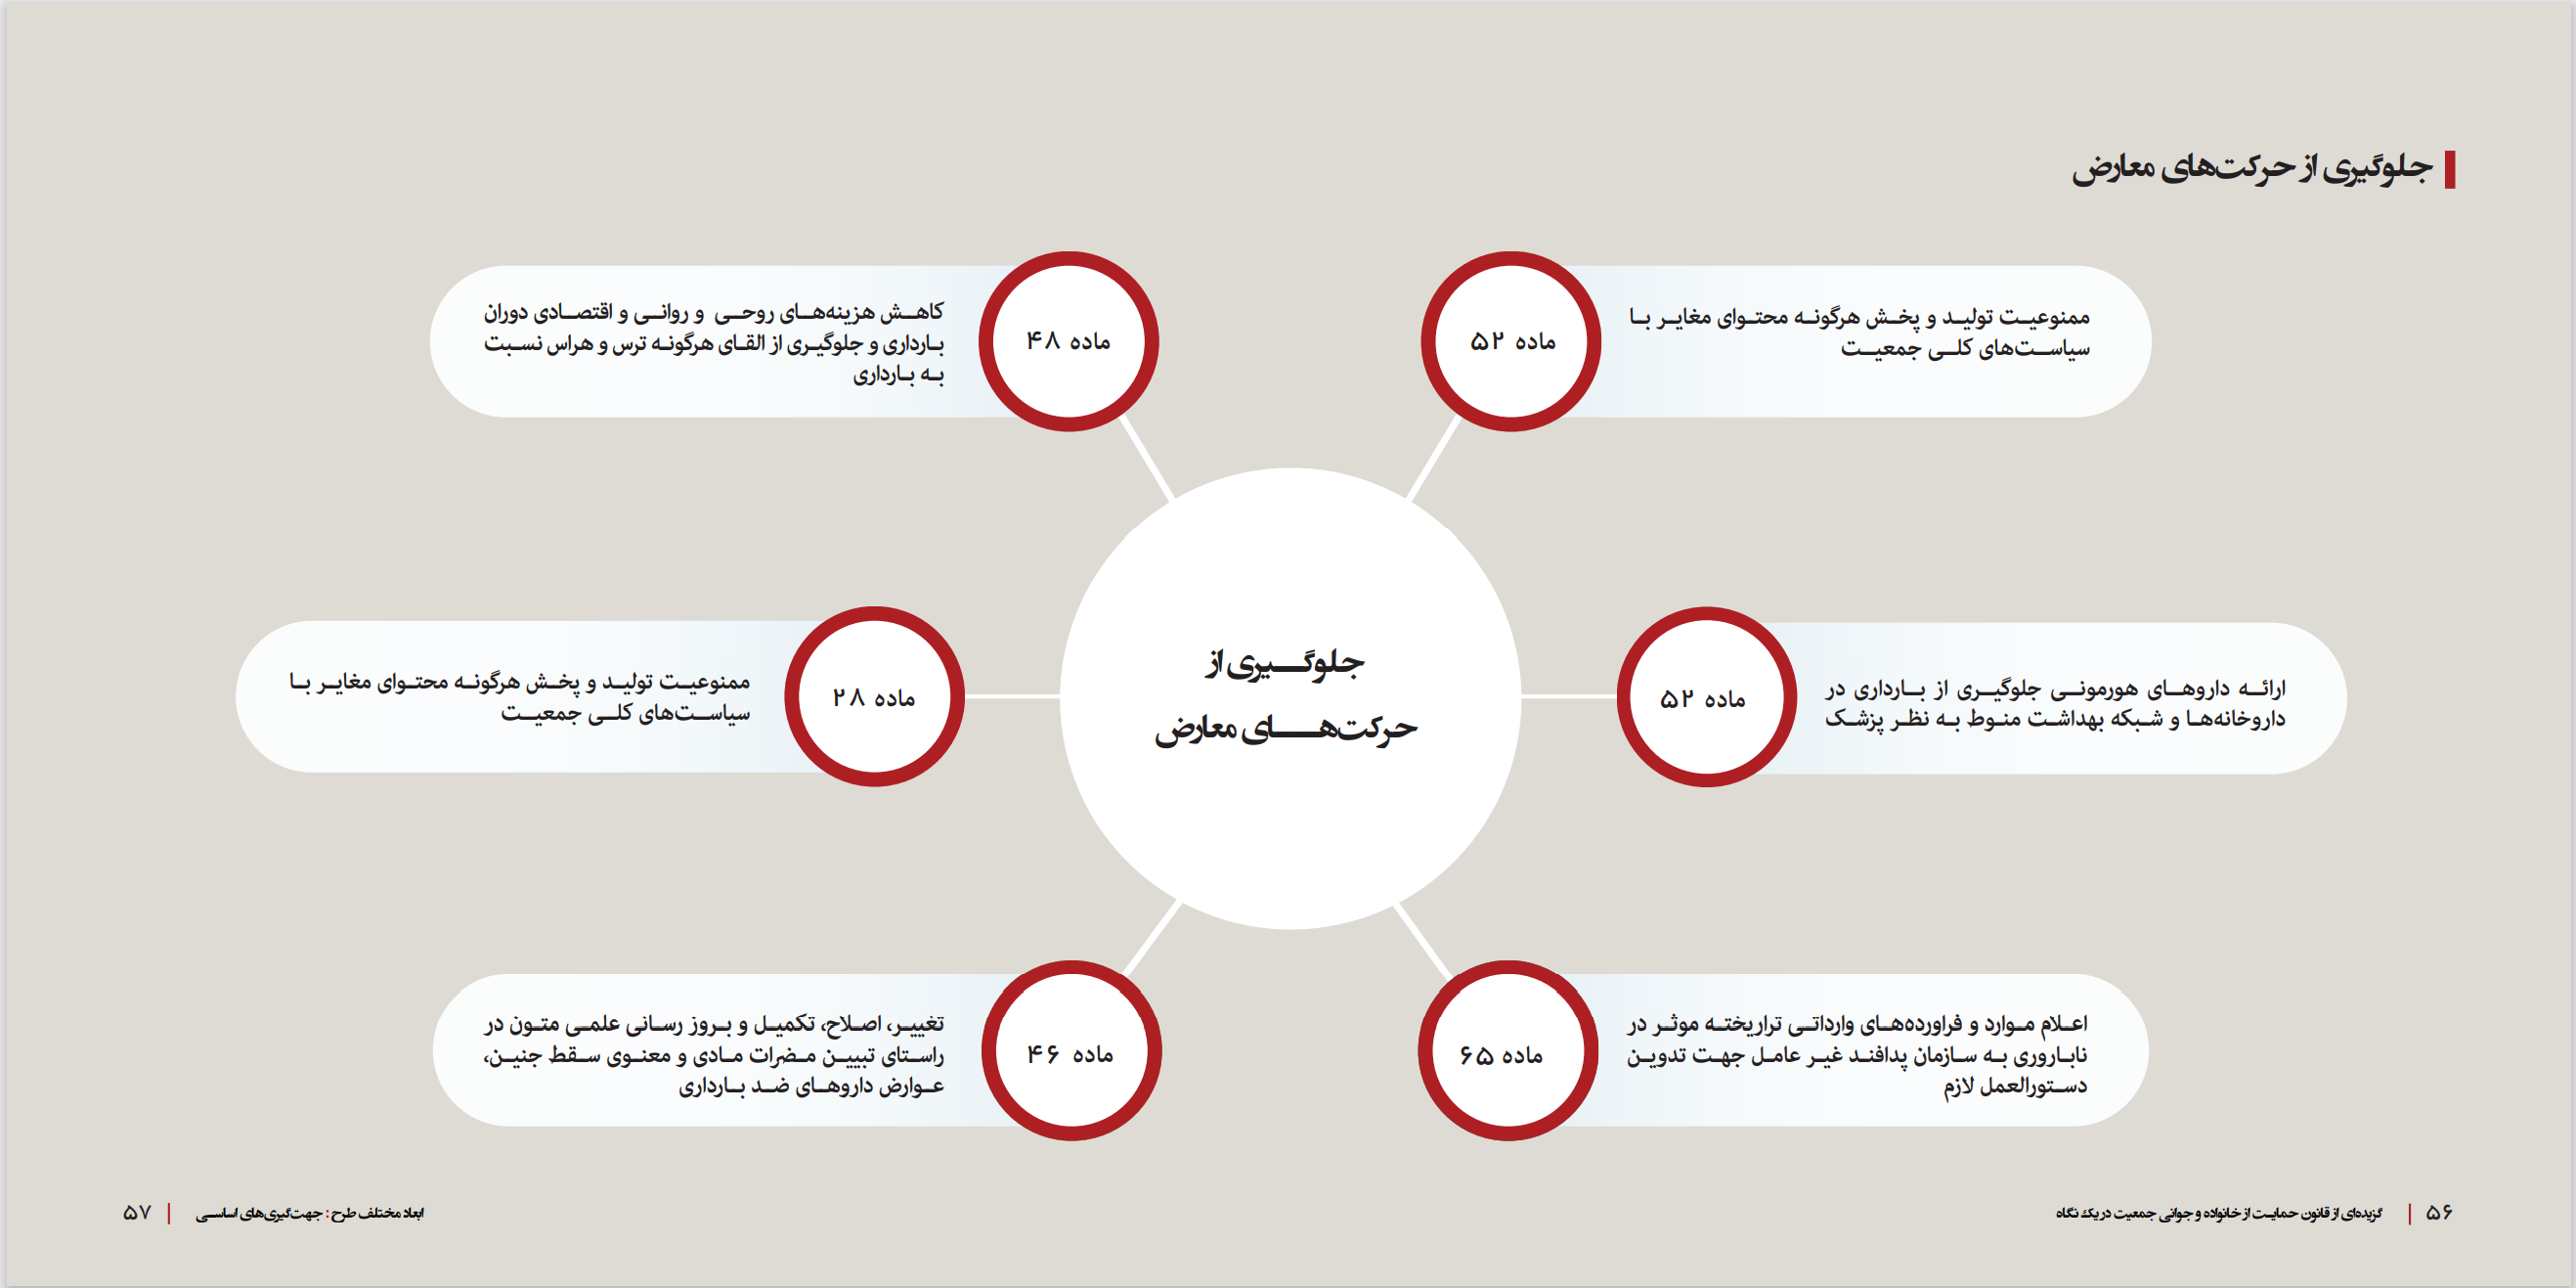 جلوگیری از حرکت‌های معارض
ماده ۵۲
ممنوعیت تولید و پخش هرگونه محتوای مغایر با
سیاست‌های کلی جمعیت
ماده ۵۲
ارائه داروهای هورمونی جلوگیری از بارداری در
داروخانه‌ها و شبکه بهداشت منوط به نظر پزشک
ماده ۶۵
اعلام موارد و فراورده‌های وارداتی تراریخته موثر در
ناباروری به سازمان پدافند غیر عامل جهت تدوین
دستورالعمل لازم
جلوگیری از
حرکت‌های معارض
ماده ۴۸
کاهش هزینه‌های روحی و روانی و اقتصادی دوران
بارداری و جلوگیری از القای هرگونه ترس و هراس نسبت
به بارداری
ماده ۲۸
ممنوعیت تولید و پخش هرگونه محتوای مغایر با
سیاست‌های کلی جمعیت
ماده ۴۶
تغییر، اصلاح، تکمیل و بروز رسانی علمی متون در
راستای تبیین مضرات مادی و معنوی سقط جنین،
عوارض داروهای ضد بارداری
۵۶ | گزیده‌ای از قانون حمایت از خانواده و جوانی جمعیت در یک نگاه
ابعاد مختلف طرح: جهت‌گیری‌های اساسی | ۵۷